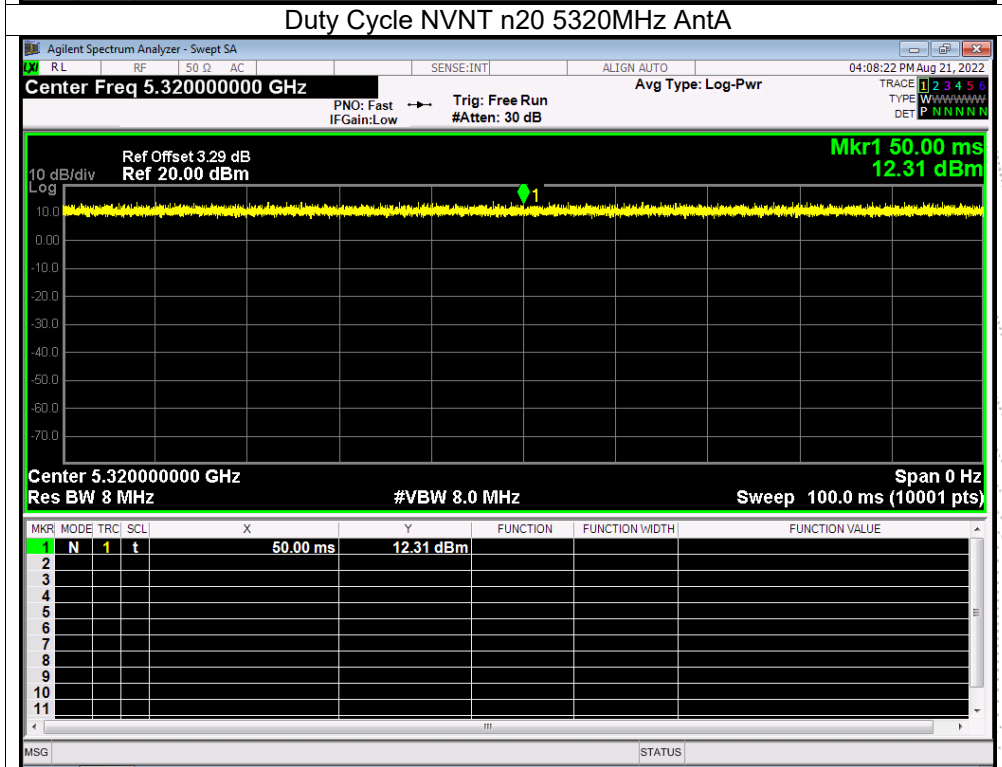 Duty Cycle NVNT n20 5320MHz AntA
Agilent Spectrum Analyzer - Swept SA
LXI RL RF 50 Ω AC SENSE:INT ALIGN AUTO 04:08:22 PM Aug 21, 2022
Center Freq 5.320000000 GHz Avg Type: Log-Pwr TRACE 1 2 3 4 5 6
PNO: Fast Trig: Free Run TYPE WWWWWW
IFGain:Low #Atten: 30 dB DET P N N N N N
Mkr1 50.00 ms
Ref Offset 3.29 dB
10 dB/div Ref 20.00 dBm 12.31 dBm
Log
1
10.0
0.00
-10.0
-20.0
-30.0
-40.0
-50.0
-60.0
-70.0
Center 5.320000000 GHz Span 0 Hz
Res BW 8 MHz #VBW 8.0 MHz Sweep 100.0 ms (10001 pts)
MKR MODE TRC SCL X Y FUNCTION FUNCTION WIDTH FUNCTION VALUE
1 N 1 t 50.00 ms 12.31 dBm
2
3
4
5
6
7
8
9
10
11
MSG STATUS